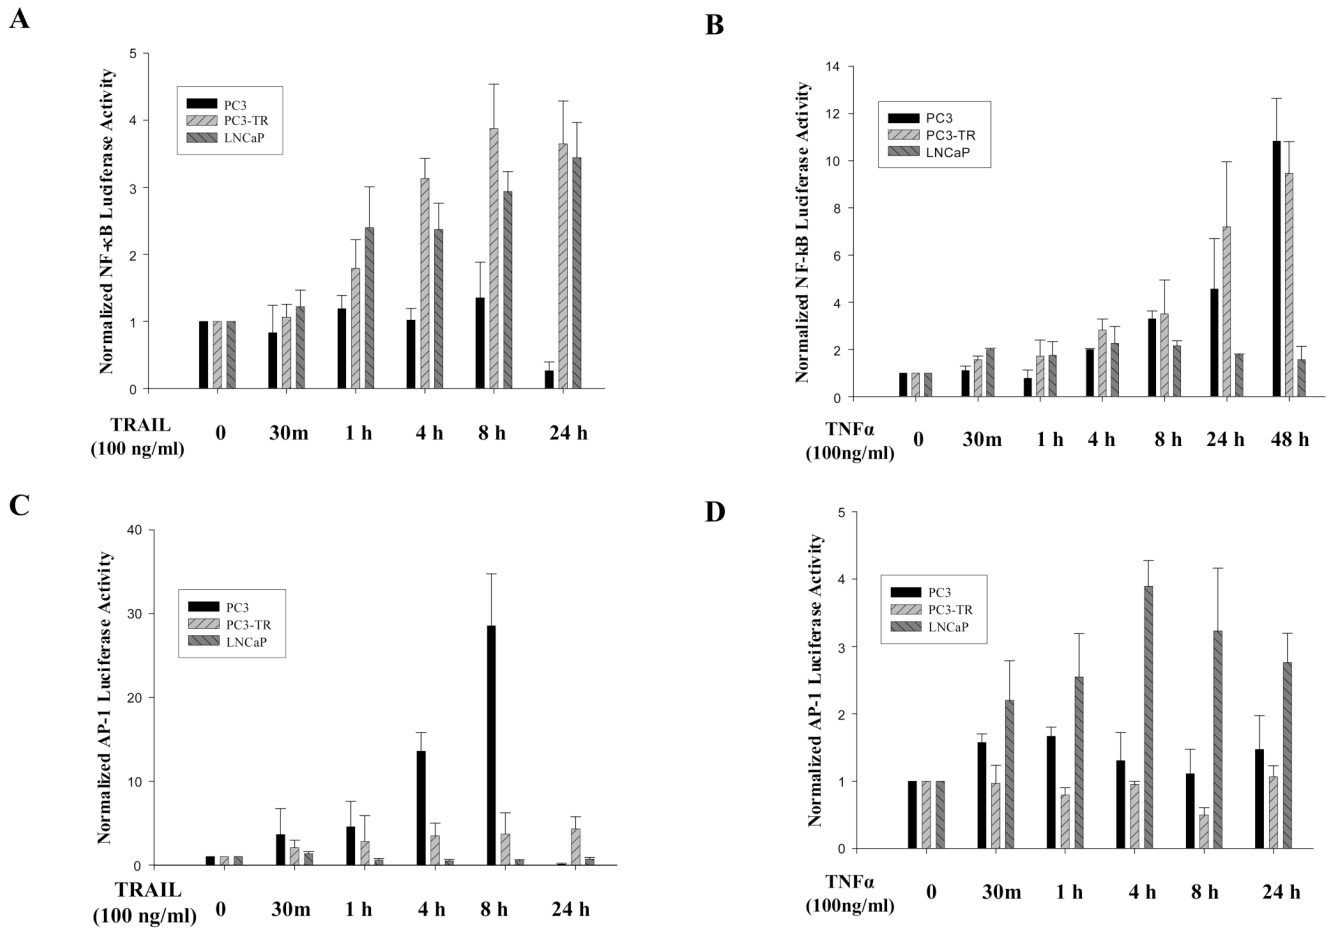 A
Normalized NF-κB Luciferase Activity
5
4
3
2
1
0
PC3
PC3-TR
LNCaP
TRAIL
(100 ng/ml)
0 30m 1 h 4 h 8 h 24 h
B
Normalized NF-kB Luciferase Activity
14
12
10
8
6
4
2
0
PC3
PC3-TR
LNCaP
TNFα
(100ng/ml)
0 30m 1 h 4 h 8 h 24 h 48 h
C
Normalized AP-1 Luciferase Activity
40
30
20
10
0
PC3
PC3-TR
LNCaP
TRAIL
(100 ng/ml)
0 30m 1 h 4 h 8 h 24 h
D
Normalized AP-1 Luciferase Activity
5
4
3
2
1
0
PC3
PC3-TR
LNCaP
TNFα
(100ng/ml)
0 30m 1 h 4 h 8 h 24 h